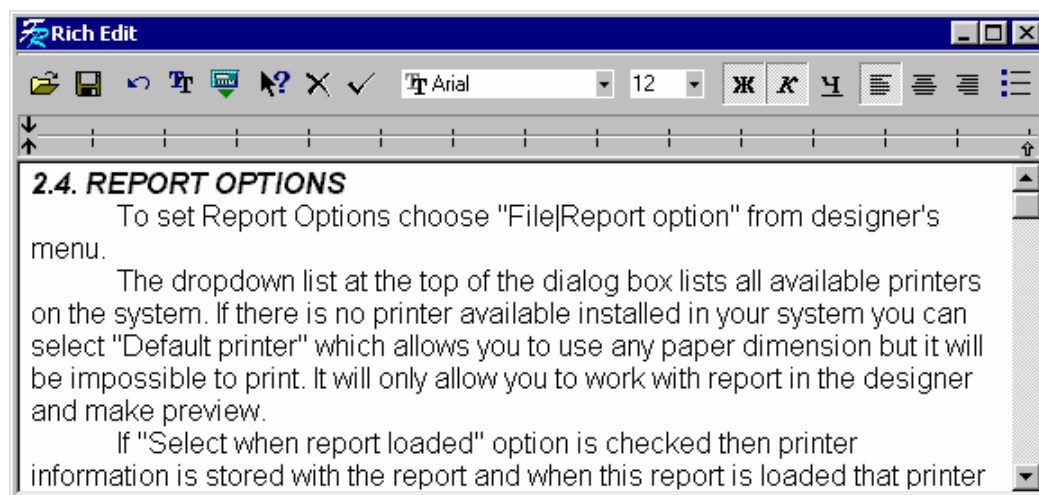 Rich Edit
Arial 12 Ж К Ч
2.4. REPORT OPTIONS
To set Report Options choose "File|Report option" from designer's
menu.
The dropdown list at the top of the dialog box lists all available printers
on the system. If there is no printer available installed in your system you can
select "Default printer" which allows you to use any paper dimension but it will
be impossible to print. It will only allow you to work with report in the designer
and make preview.
If "Select when report loaded" option is checked then printer
information is stored with the report and when this report is loaded that printer